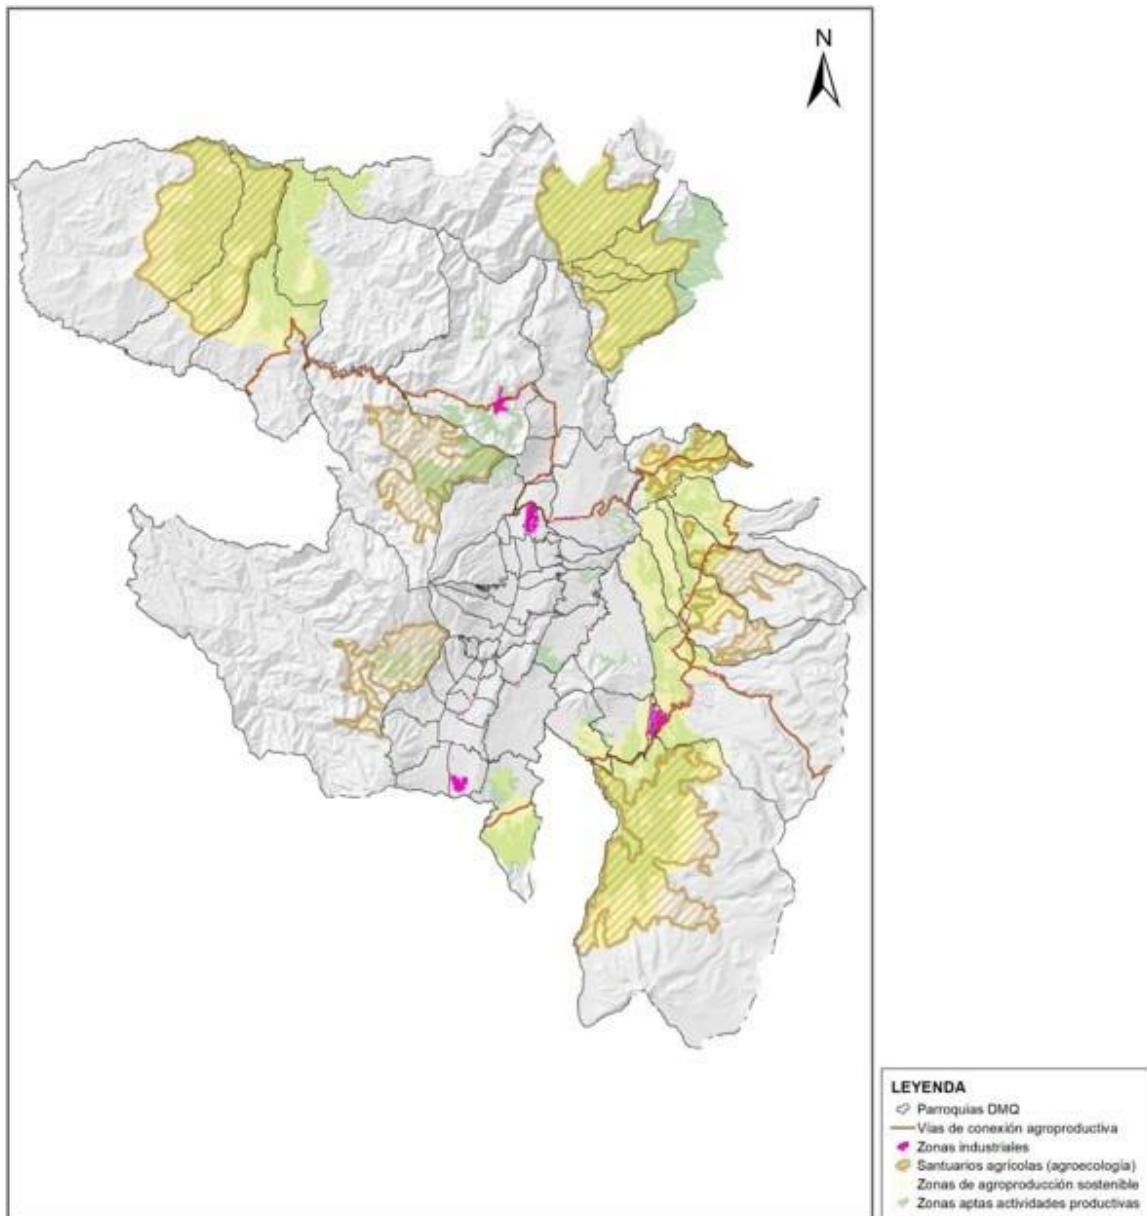 N
LEYENDA
Parroquias DMQ
Vías de conexión agroproductiva
Zonas industriales
Santuarios agrícolas (agroecología)
Zonas de agroproducción sostenible
Zonas aptas actividades productivas